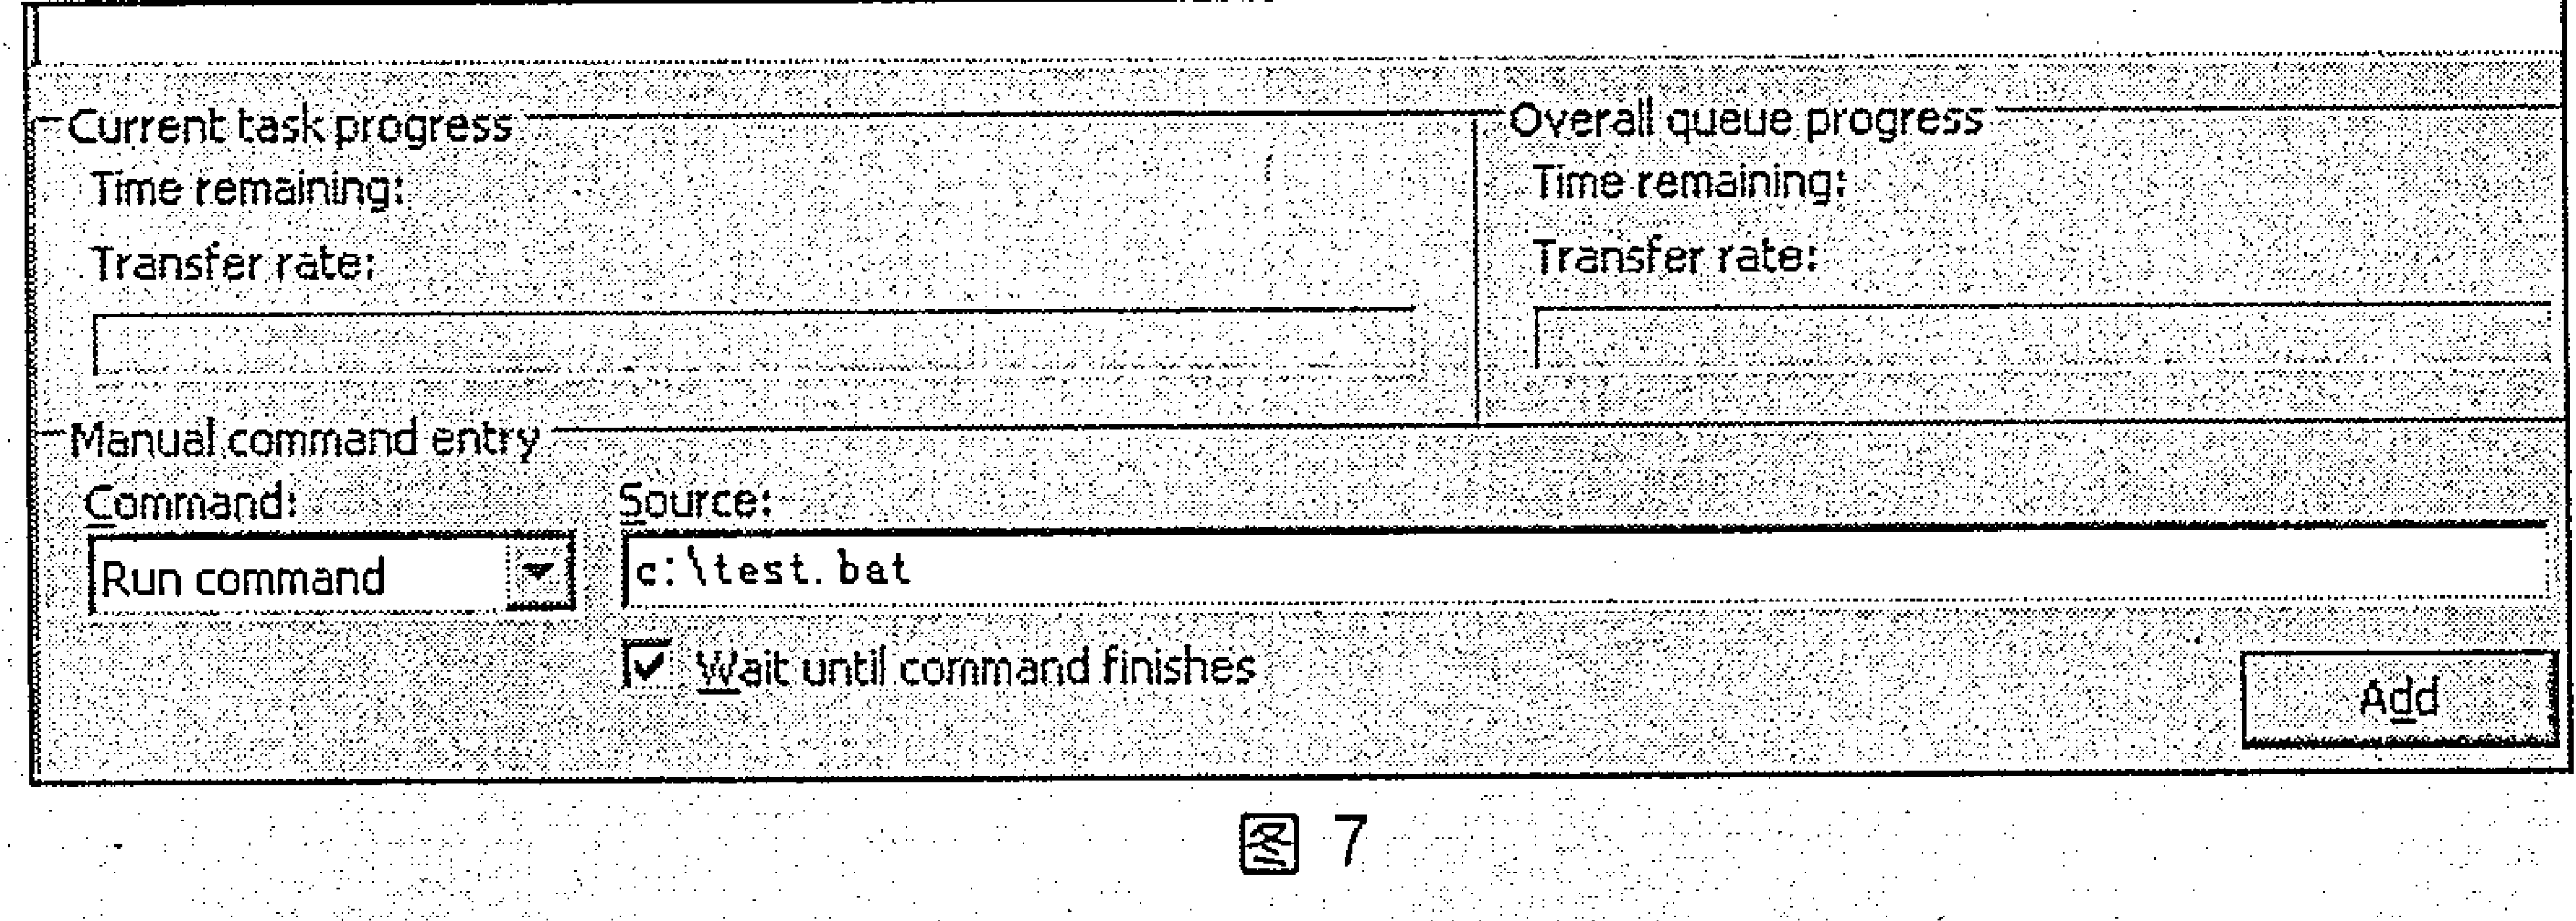 Current task progress
Time remaining:
Transfer rate:
Overall queue progress
Time remaining:
Transfer rate:
Manual command entry
Command:
Source:
Run command
c:\test.bat
Wait until command finishes
Add
图 7